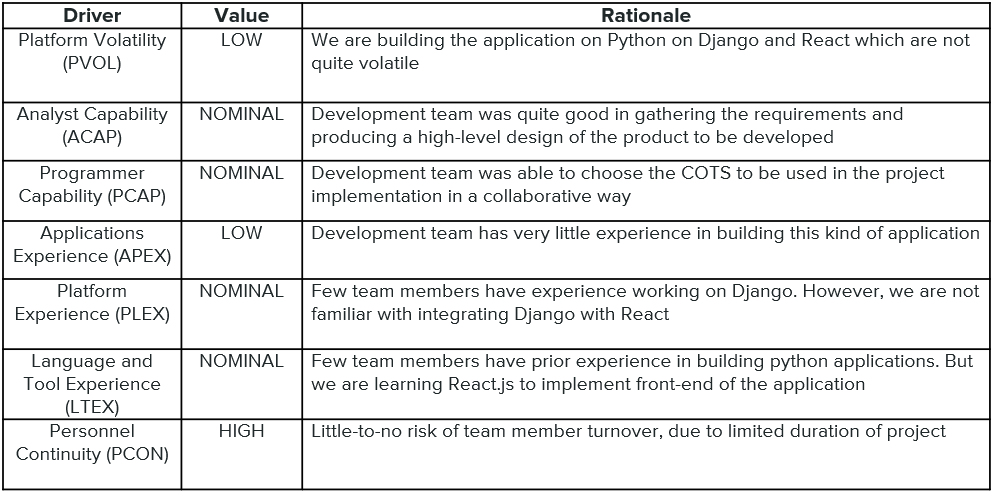 Driver Value Rationale
Platform Volatility LOW We are building the application on Python on Django and React which are not
(PVOL) quite volatile
Analyst Capability NOMINAL Development team was quite good in gathering the requirements and
(ACAP) producing a high-level design of the product to be developed
Programmer NOMINAL Development team was able to choose the COTS to be used in the project
Capability (PCAP) implementation in a collaborative way
Applications LOW Development team has very little experience in building this kind of application
Experience (APEX)
Platform NOMINAL Few team members have experience working on Django. However, we are not
Experience (PLEX) familiar with integrating Django with React
Language and NOMINAL Few team members have prior experience in building python applications. But
Tool Experience we are learning React.js to implement front-end of the application
(LTEX)
Personnel HIGH Little-to-no risk of team member turnover, due to limited duration of project
Continuity (PCON)